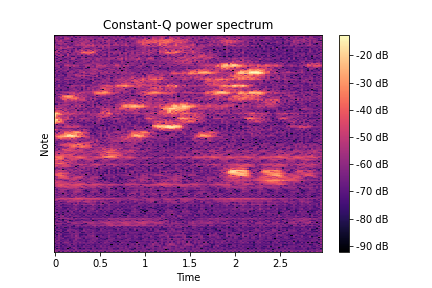 Constant-Q power spectrum
Note
-20 dB
-30 dB
-40 dB
-50 dB
-60 dB
-70 dB
-80 dB
-90 dB
0 0.5 1 1.5 2 2.5
Time